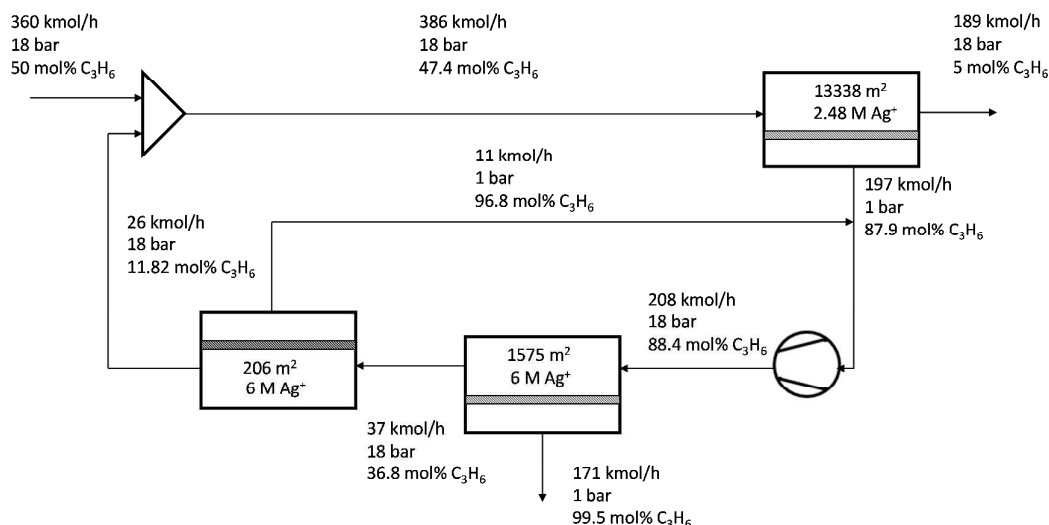 360 kmol/h
18 bar
50 mol% C₃H₆
386 kmol/h
18 bar
47.4 mol% C₃H₆
189 kmol/h
18 bar
5 mol% C₃H₆
13338 m²
2.48 M Ag⁺
11 kmol/h
1 bar
96.8 mol% C₃H₆
197 kmol/h
1 bar
87.9 mol% C₃H₆
26 kmol/h
18 bar
11.82 mol% C₃H₆
208 kmol/h
18 bar
88.4 mol% C₃H₆
206 m²
6 M Ag⁺
1575 m²
6 M Ag⁺
37 kmol/h
18 bar
36.8 mol% C₃H₆
171 kmol/h
1 bar
99.5 mol% C₃H₆